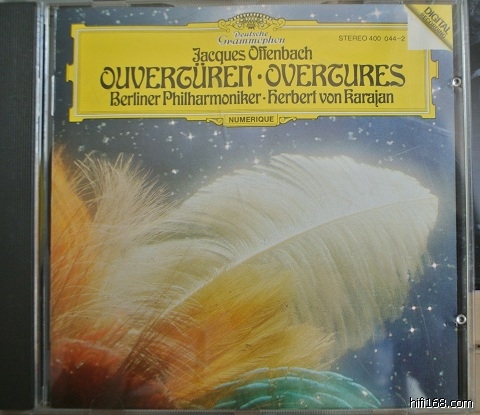 Deutsche
Grammophon
STEREO 400 044-2
DIGITAL
Jacques Offenbach
OUVERTÜREN · OVERTURES
Berliner Philharmoniker · Herbert von Karajan
NUMERIQUE
hifi168.com